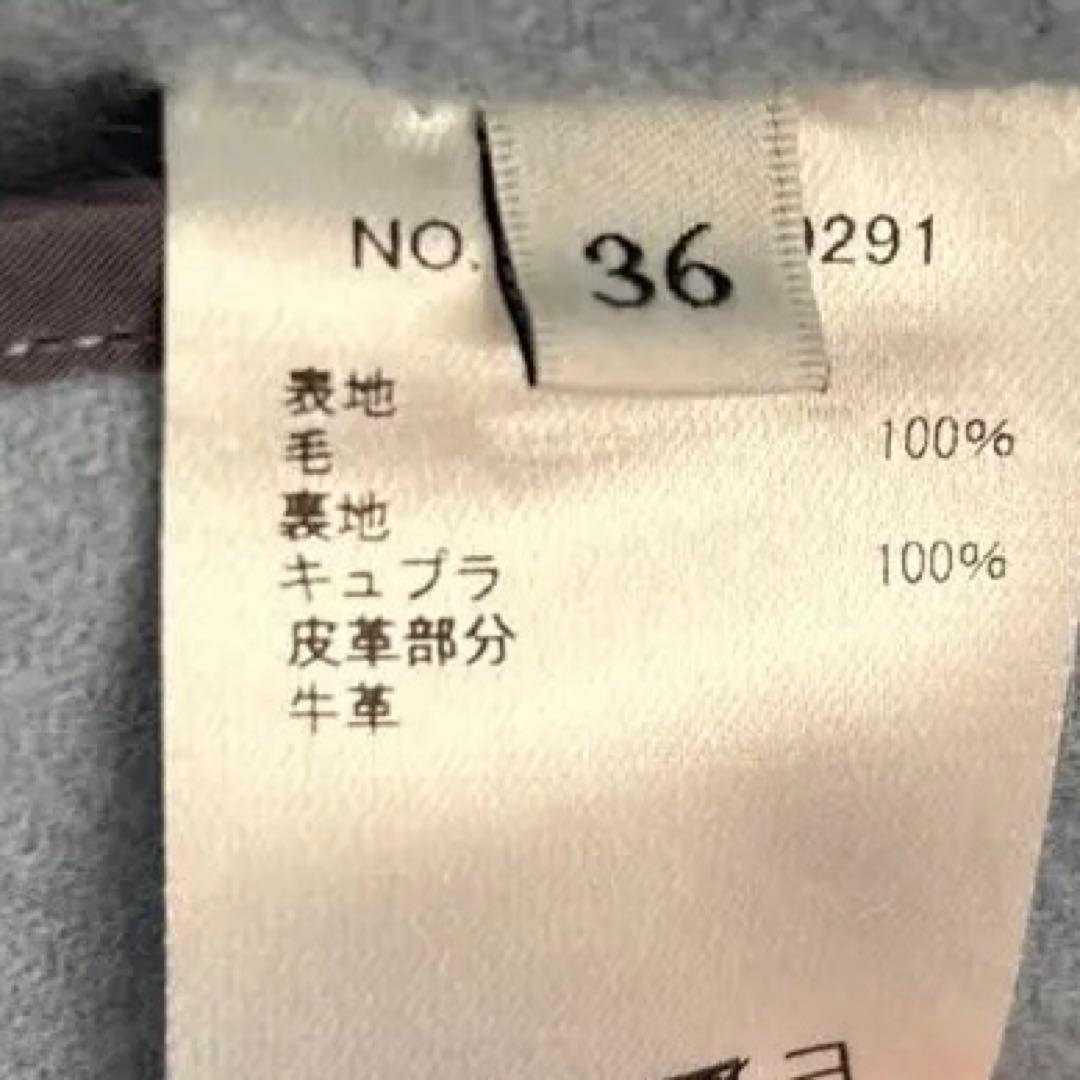 NO. 291
36
表地
毛 100%
裏地
キュプラ 100%
皮革部分
牛革